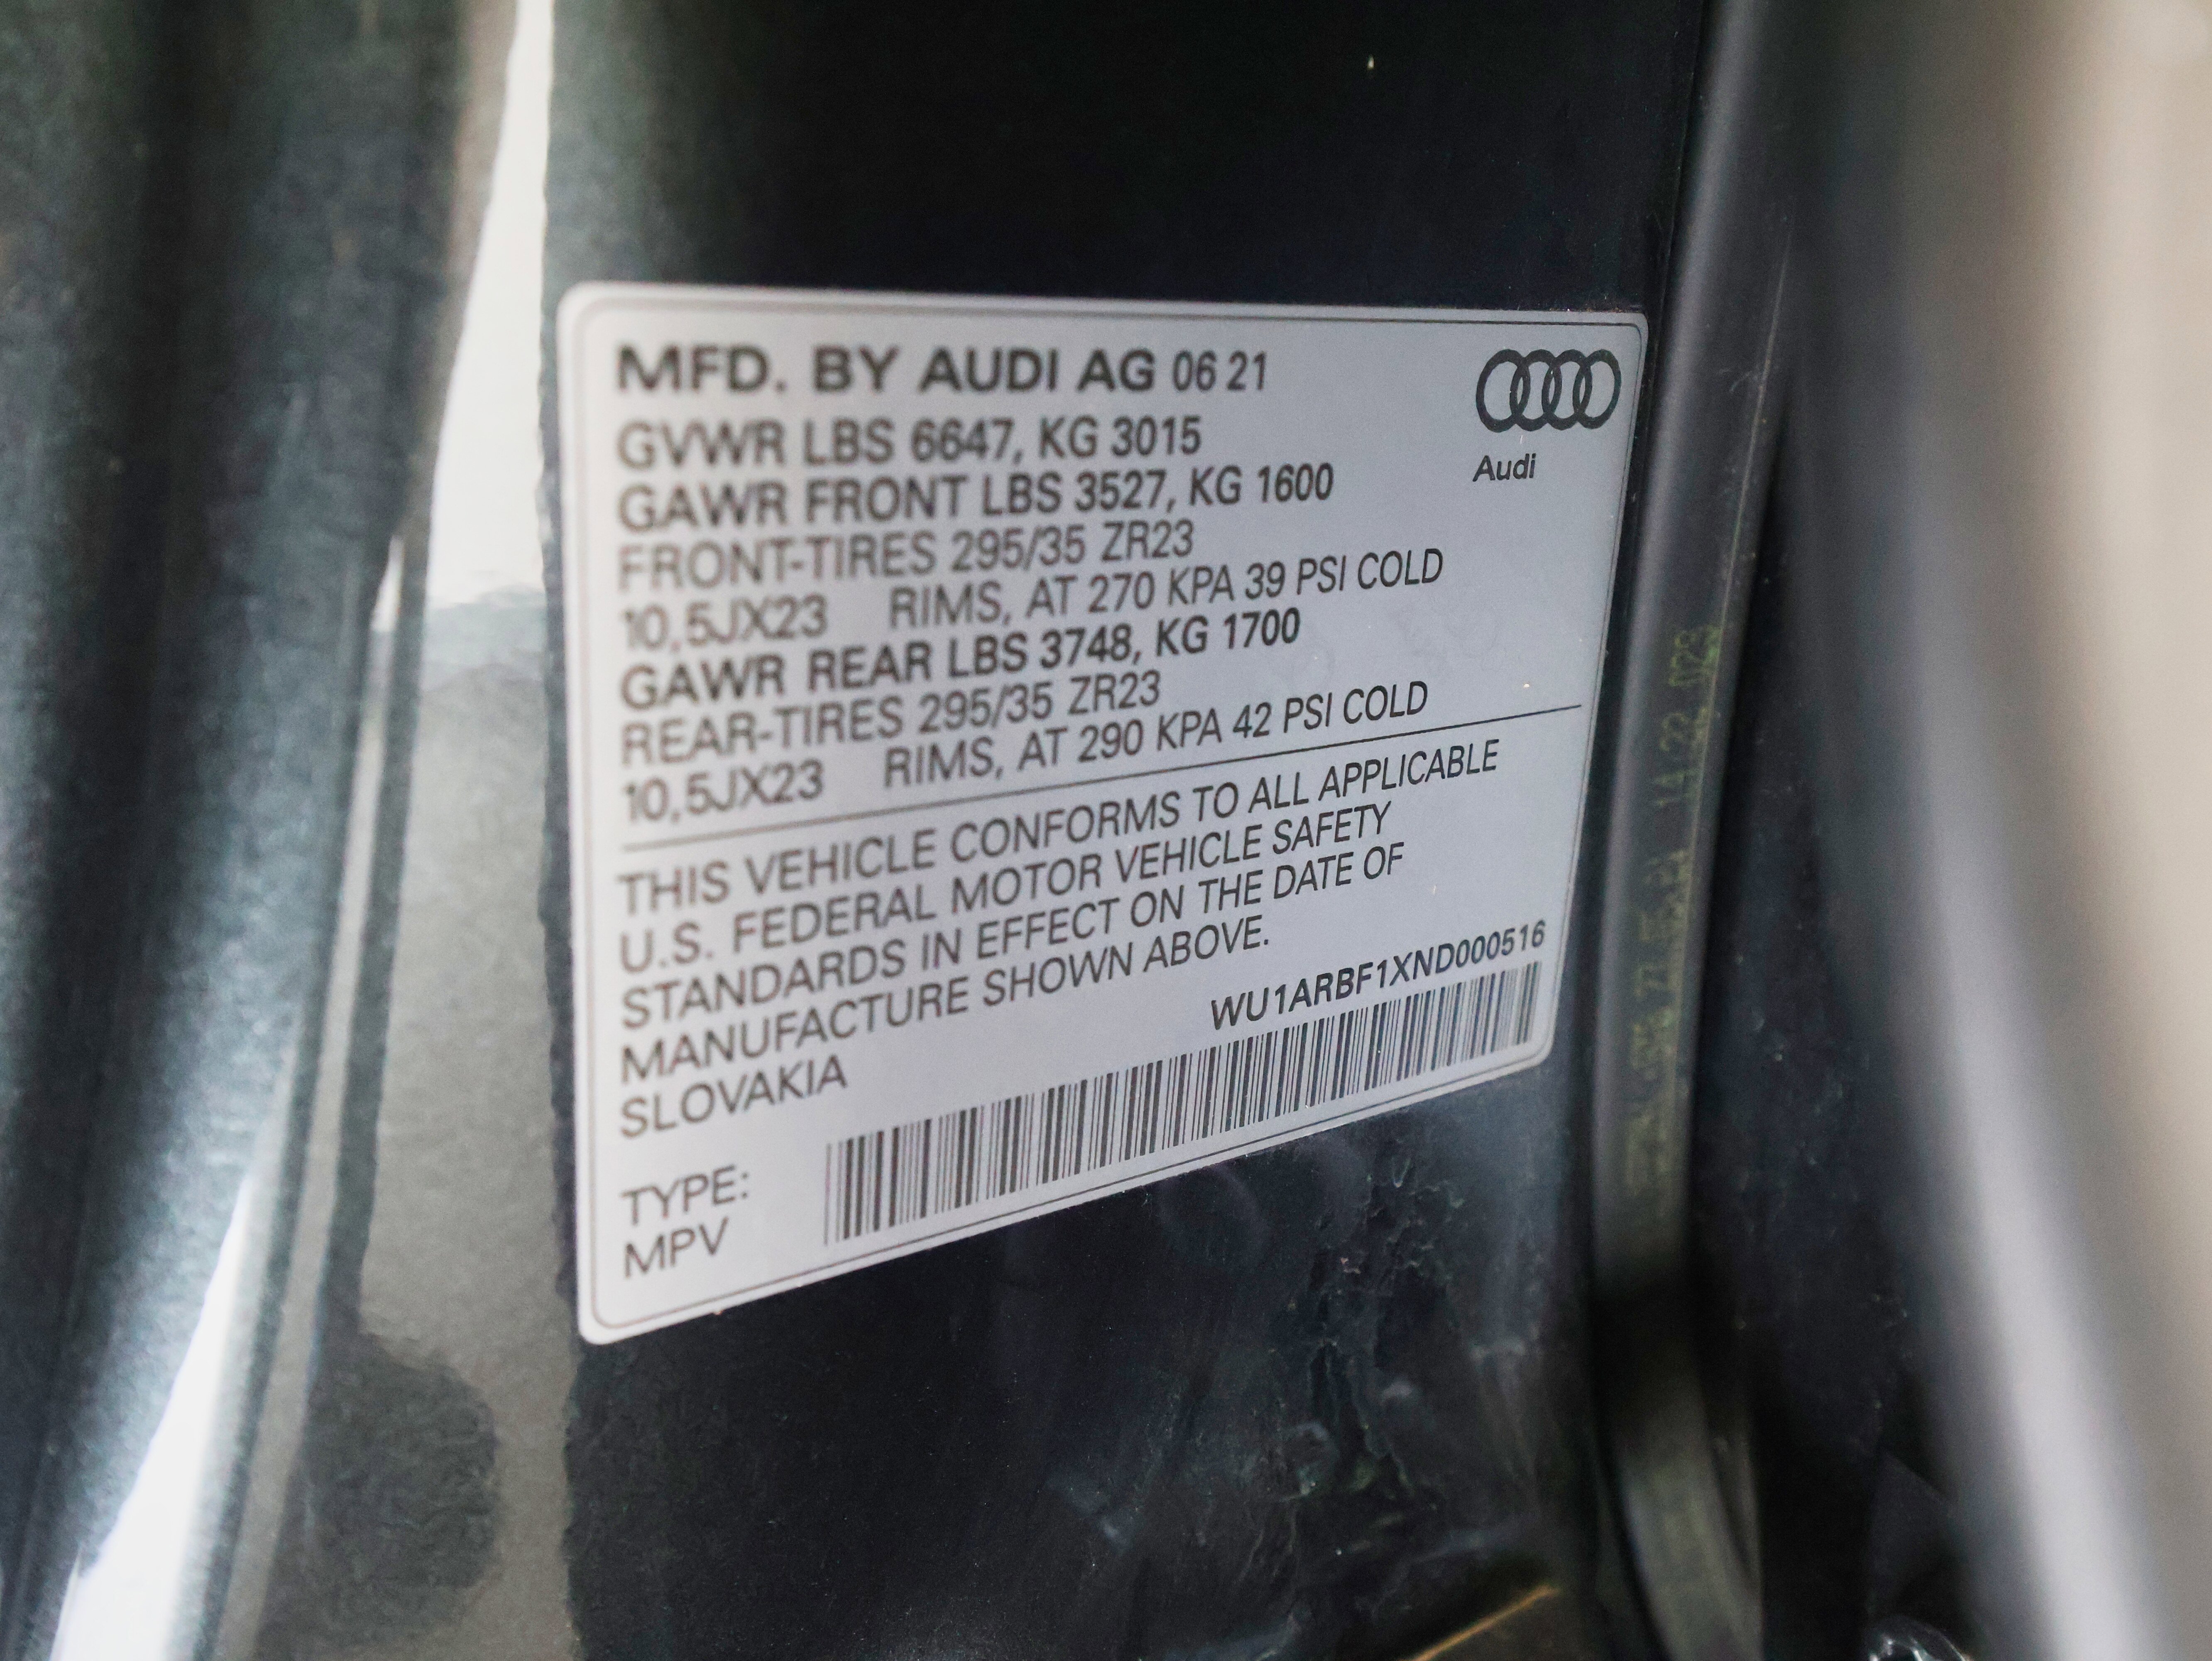 MFD. BY AUDI AG 06 21
GVWR LBS 6647, KG 3015
GAWR FRONT LBS 3527, KG 1600
FRONT-TIRES 295/35 ZR23
10,5JX23 RIMS, AT 270 KPA 39 PSI COLD
GAWR REAR LBS 3748, KG 1700
REAR-TIRES 295/35 ZR23
10,5JX23 RIMS, AT 290 KPA 42 PSI COLD
Audi
THIS VEHICLE CONFORMS TO ALL APPLICABLE
U.S. FEDERAL MOTOR VEHICLE SAFETY
STANDARDS IN EFFECT ON THE DATE OF
MANUFACTURE SHOWN ABOVE.
SLOVAKIA
WU1ARBF1XND000516
TYPE:
MPV